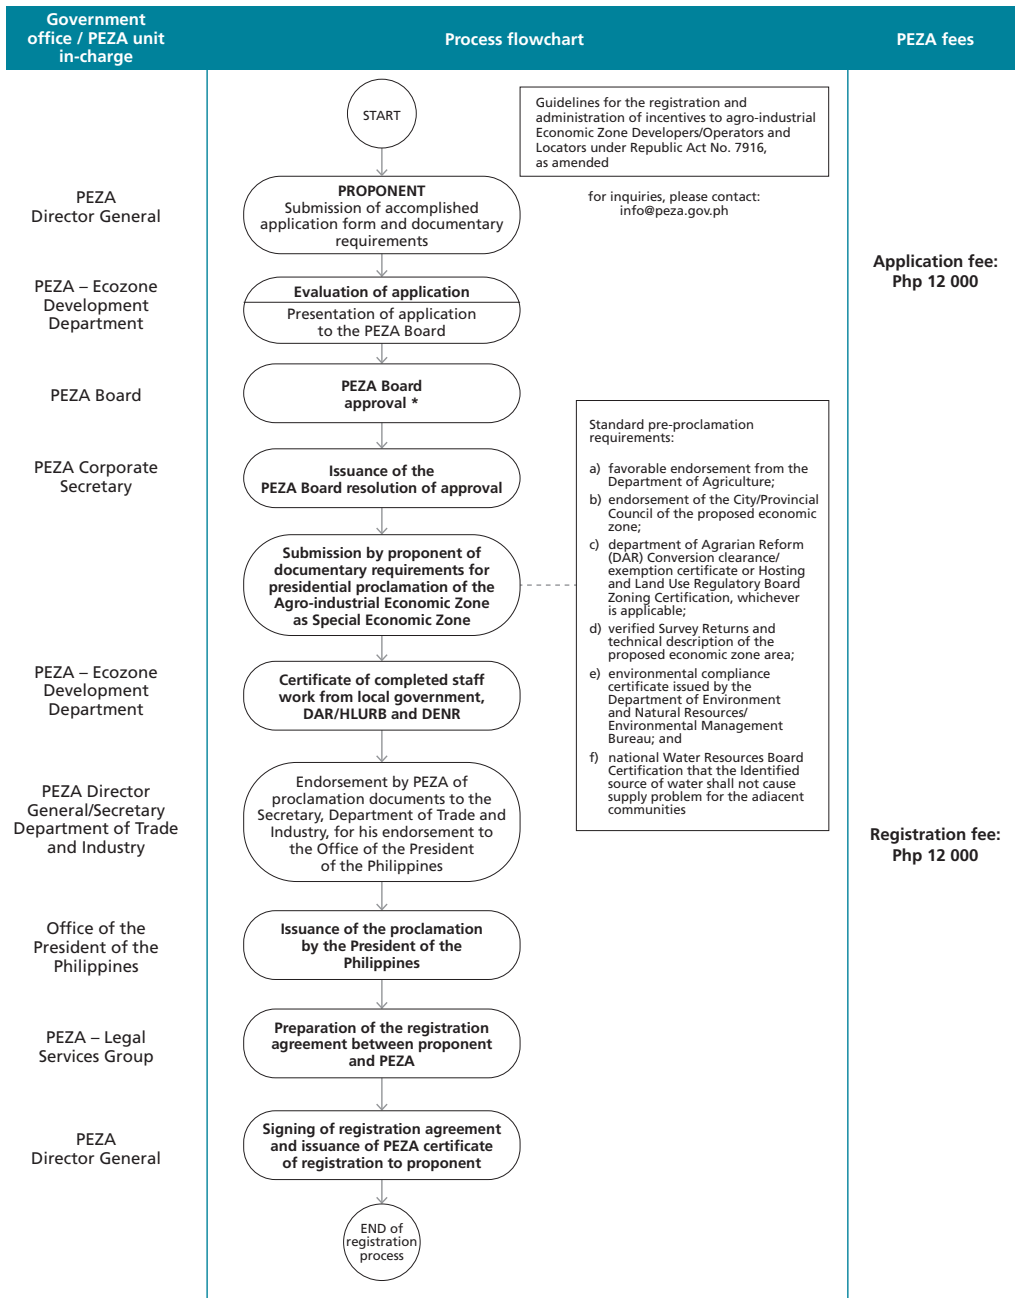 Government
office / PEZA unit
in-charge
Process flowchart
PEZA fees
START
Guidelines for the registration and
administration of incentives to agro-industrial
Economic Zone Developers/Operators and
Locators under Republic Act No. 7916,
as amended
for inquiries, please contact:
info@peza.gov.ph
PEZA
Director General
PROPONENT
Submission of accomplished
application form and documentary
requirements
Application fee:
Php 12 000
PEZA – Ecozone
Development
Department
Evaluation of application
Presentation of application
to the PEZA Board
PEZA Board
PEZA Board
approval *
PEZA Corporate
Secretary
Issuance of the
PEZA Board resolution of approval
Submission by proponent of
documentary requirements for
presidential proclamation of the
Agro-industrial Economic Zone
as Special Economic Zone
Standard pre-proclamation
requirements:
a) favorable endorsement from the
Department of Agriculture;
b) endorsement of the City/Provincial
Council of the proposed economic
zone;
c) department of Agrarian Reform
(DAR) Conversion clearance/
exemption certificate or Hosting
and Land Use Regulatory Board
Zoning Certification, whichever
is applicable;
d) verified Survey Returns and
technical description of the
proposed economic zone area;
e) environmental compliance
certificate issued by the
Department of Environment
and Natural Resources/
Environmental Management
Bureau; and
f) national Water Resources Board
Certification that the Identified
source of water shall not cause
supply problem for the adjacent
communities
PEZA – Ecozone
Development
Department
Certificate of completed staff
work from local government,
DAR/HLURB and DENR
PEZA Director
General/Secretary
Department of Trade
and Industry
Endorsement by PEZA of
proclamation documents to the
Secretary, Department of Trade and
Industry, for his endorsement to
the Office of the President
of the Philippines
Registration fee:
Php 12 000
Office of the
President of the
Philippines
Issuance of the proclamation
by the President of the
Philippines
PEZA – Legal
Services Group
Preparation of the registration
agreement between proponent
and PEZA
PEZA
Director General
Signing of registration agreement
and issuance of PEZA certificate
of registration to proponent
END of
registration
process